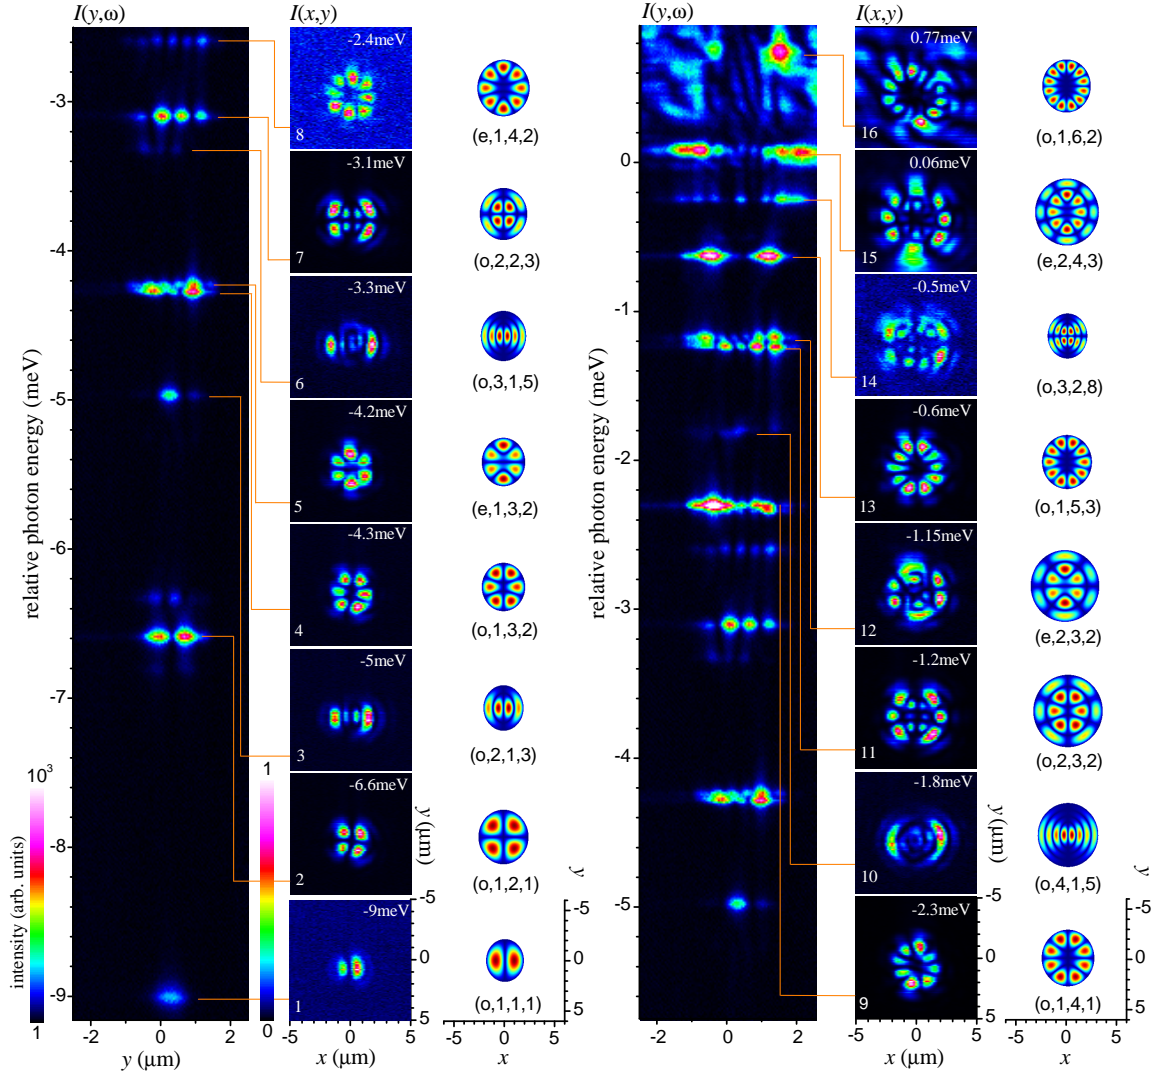 I(y,ω)
I(x,y)
-3
-4
-5
-6
-7
-8
-9
relative photon energy (meV)
10³
1
intensity (arb. units)
1
0
-2
0
2
y (μm)
-2.4meV
8
-3.1meV
7
-3.3meV
6
-4.2meV
5
-4.3meV
4
-5meV
3
-6.6meV
2
-9meV
1
-5
0
5
x (μm)
y (μm)
-5
0
5
(e,1,4,2)
(o,2,2,3)
(o,3,1,5)
(e,1,3,2)
(o,1,3,2)
(o,2,1,3)
(o,1,2,1)
(o,1,1,1)
y
-5
0
5
-5
0
5
x
I(y,ω)
I(x,y)
0
-1
-2
-3
-4
-5
relative photon energy (meV)
-2
0
2
y (μm)
0.77meV
16
0.06meV
15
-0.5meV
14
-0.6meV
13
-1.15meV
12
-1.2meV
11
-1.8meV
10
-2.3meV
9
-5
0
5
x (μm)
y (μm)
-5
0
5
(o,1,6,2)
(e,2,4,3)
(o,3,2,8)
(o,1,5,3)
(e,2,3,2)
(o,2,3,2)
(o,4,1,5)
(o,1,4,1)
y
-5
0
5
-5
0
5
x